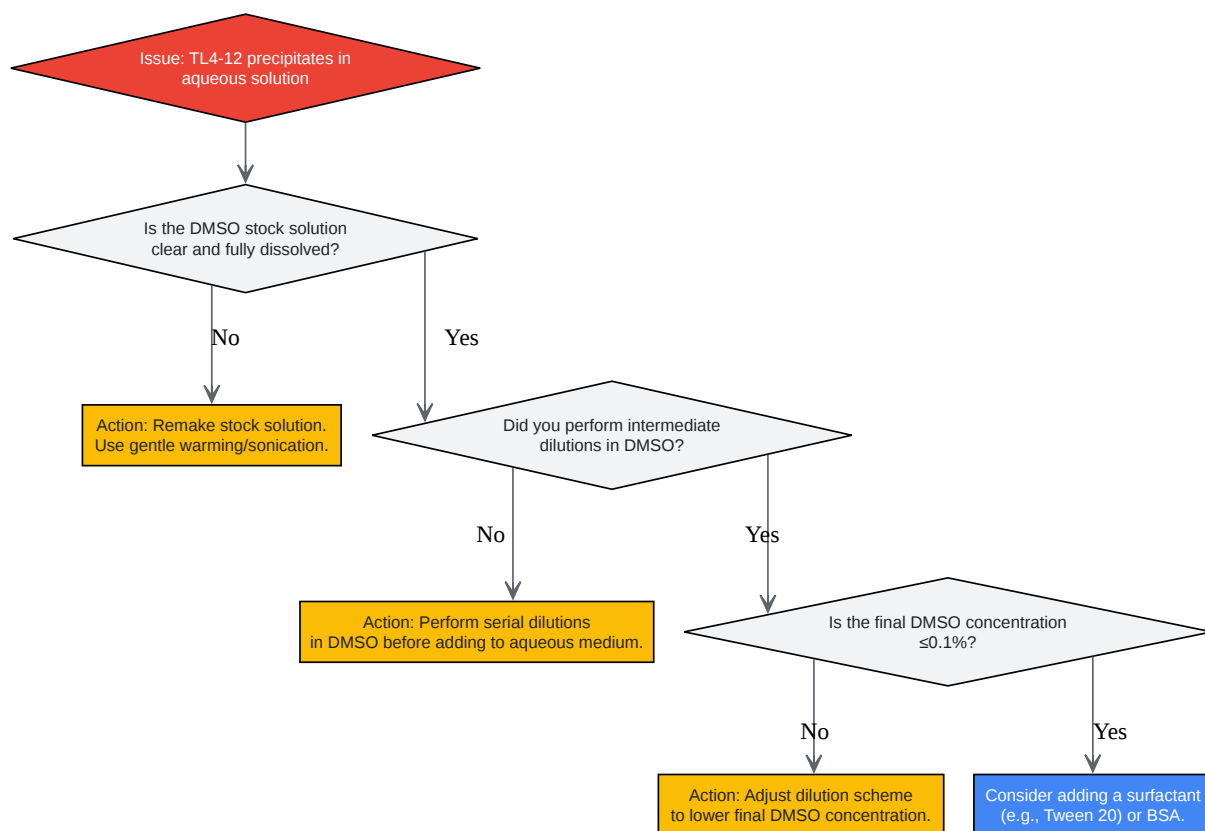 Issue: TL4-12 precipitates in
aqueous solution
Is the DMSO stock solution
clear and fully dissolved?
No
Yes
Action: Remake stock solution.
Use gentle warming/sonication.
Did you perform intermediate
dilutions in DMSO?
No
Yes
Action: Perform serial dilutions
in DMSO before adding to aqueous medium.
Is the final DMSO concentration
≤0.1%?
No
Yes
Action: Adjust dilution scheme
to lower final DMSO concentration.
Consider adding a surfactant
(e.g., Tween 20) or BSA.